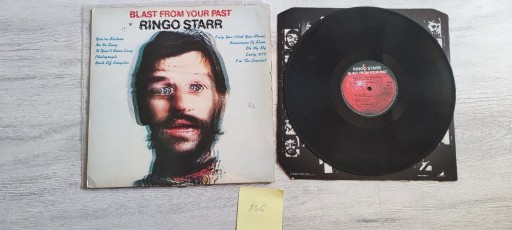 BLAST FROM YOUR PAST
RINGO STARR
You're Sixteen
No No Song
It Don't Come Easy
Photograph
Back Off Boogaloo
Only You (And You Alone)
Beaucoups Of Blues
Oh My My
Early 1970
I'm The Greatest
RINGO STARR
BLAST FROM YOUR PAST